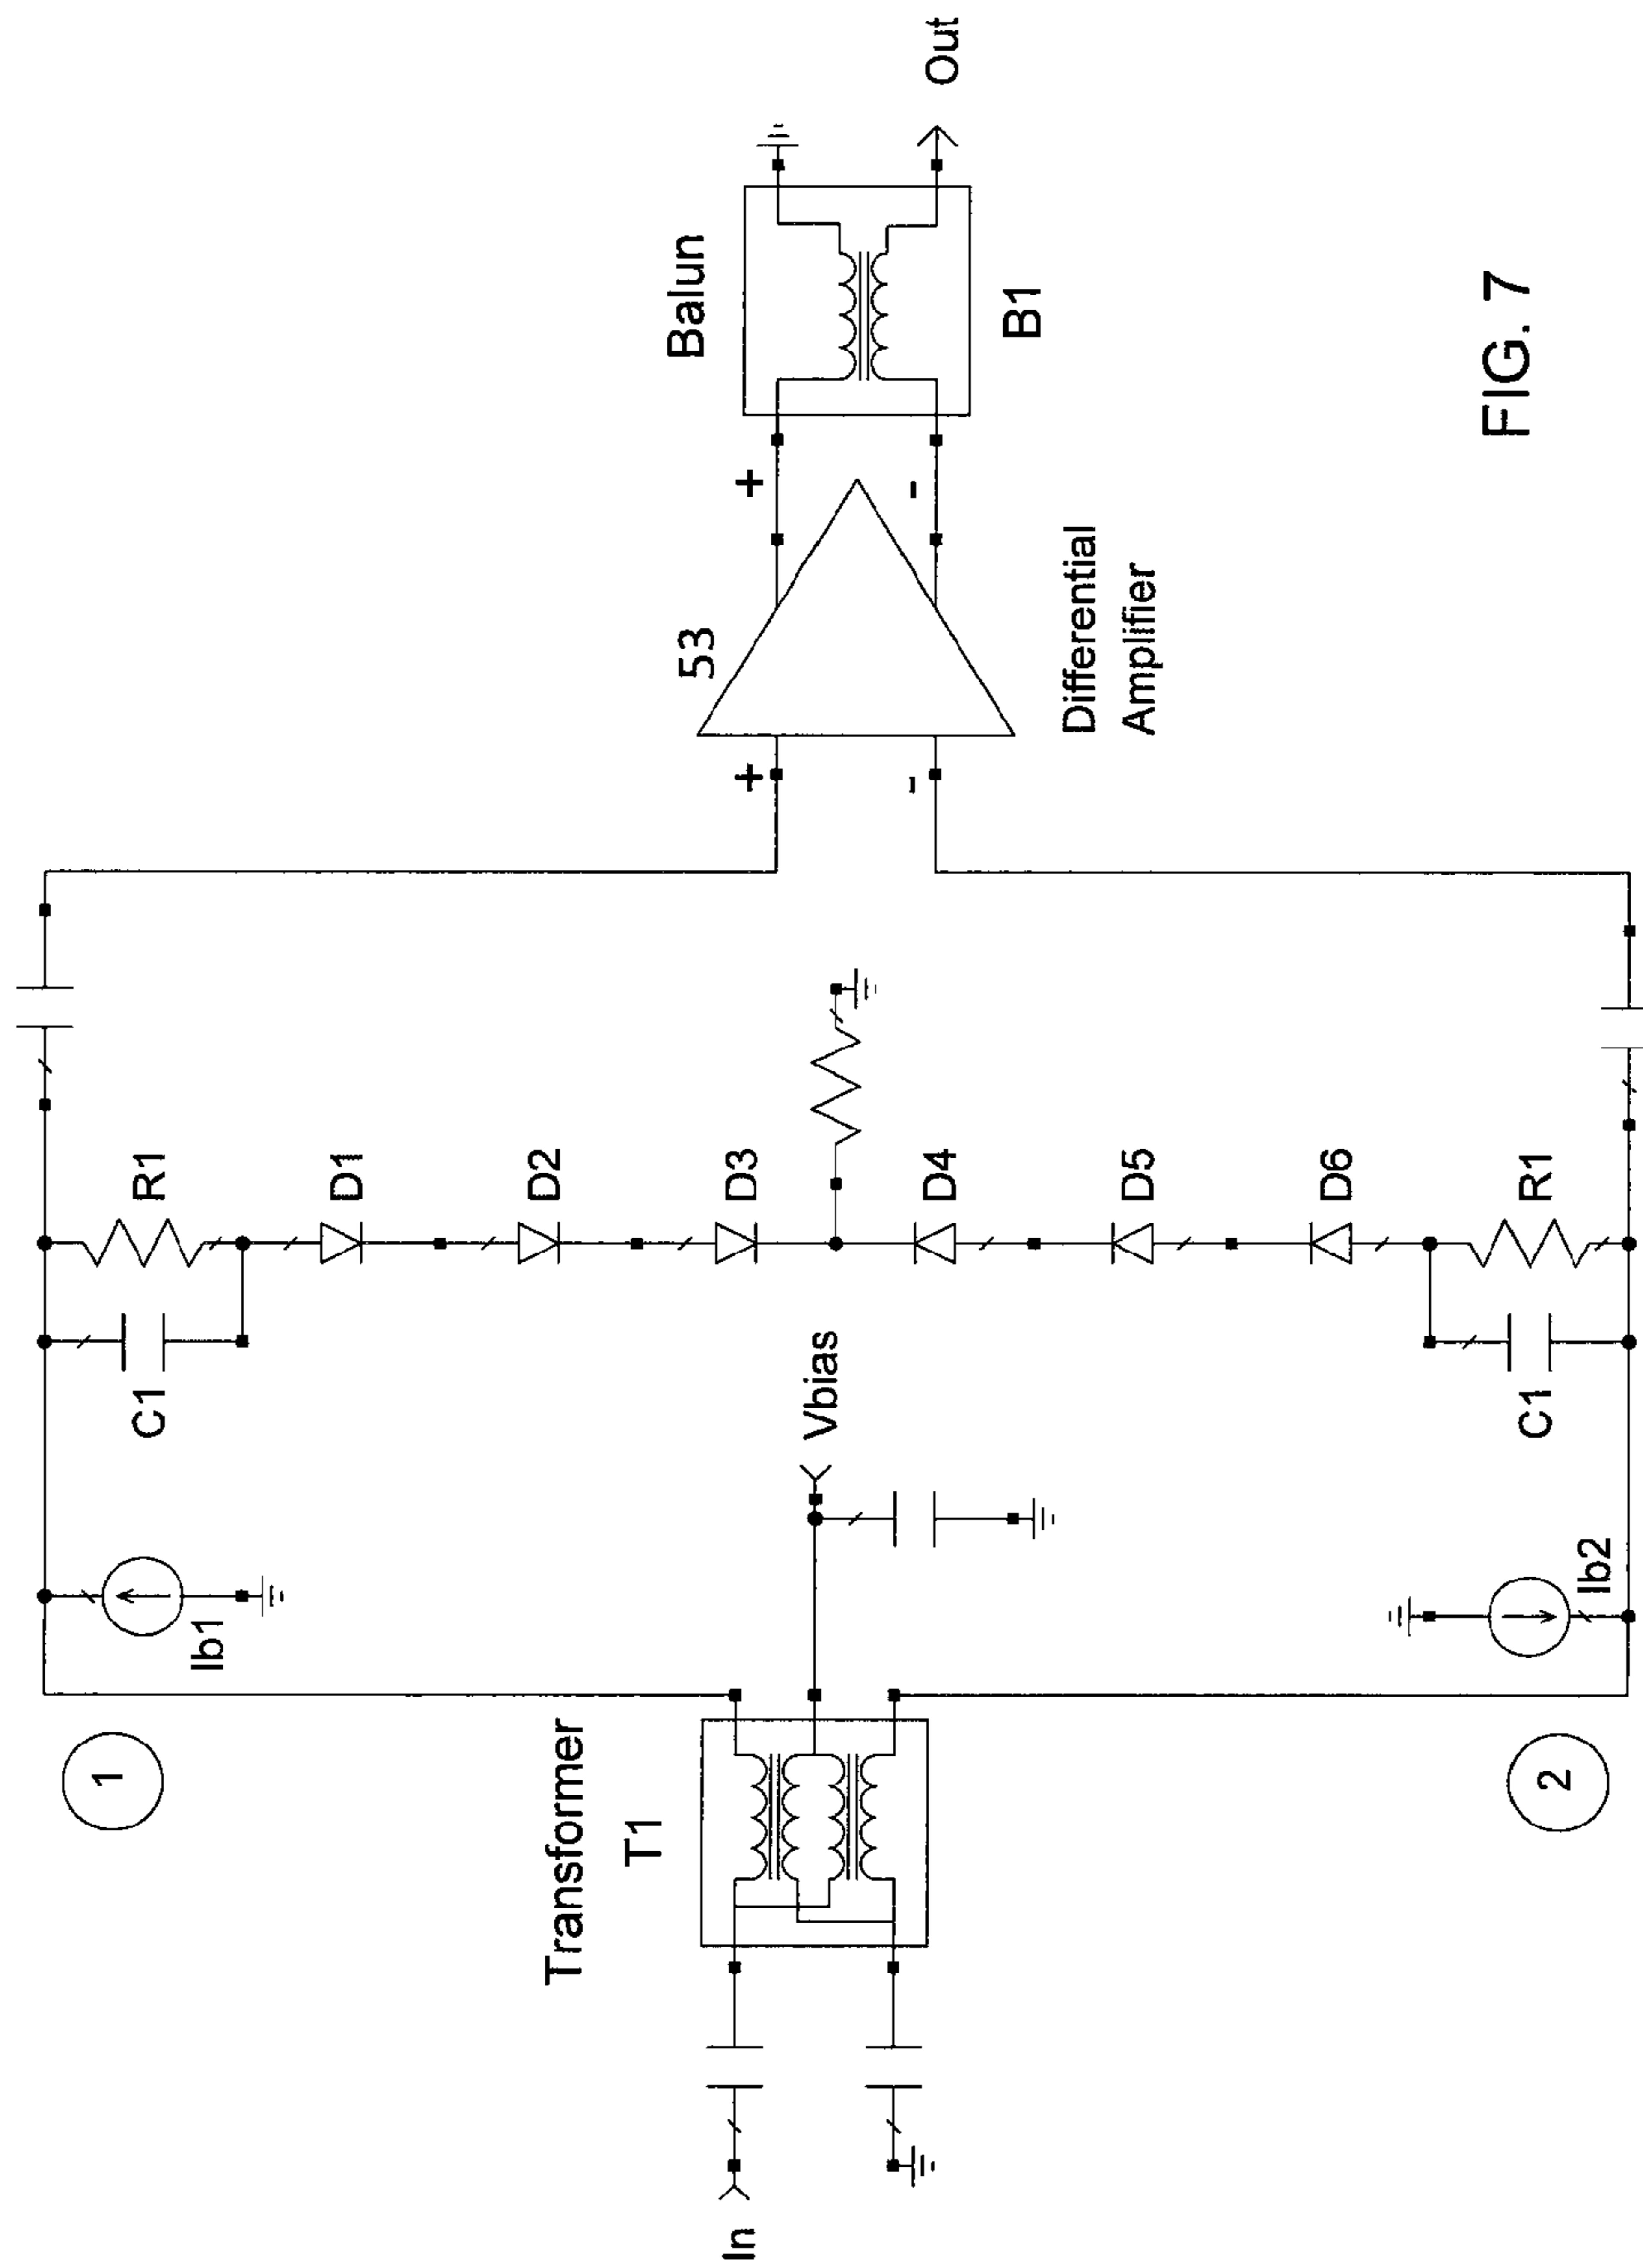 1
Ib1
C1
R1
D1
D2
D3
D4
D5
D6
C1
R1
Ib2
2
In
Transformer
T1
Vbias
+
-
53
Differential
Amplifier
+
-
Balun
B1
Out
FIG. 7